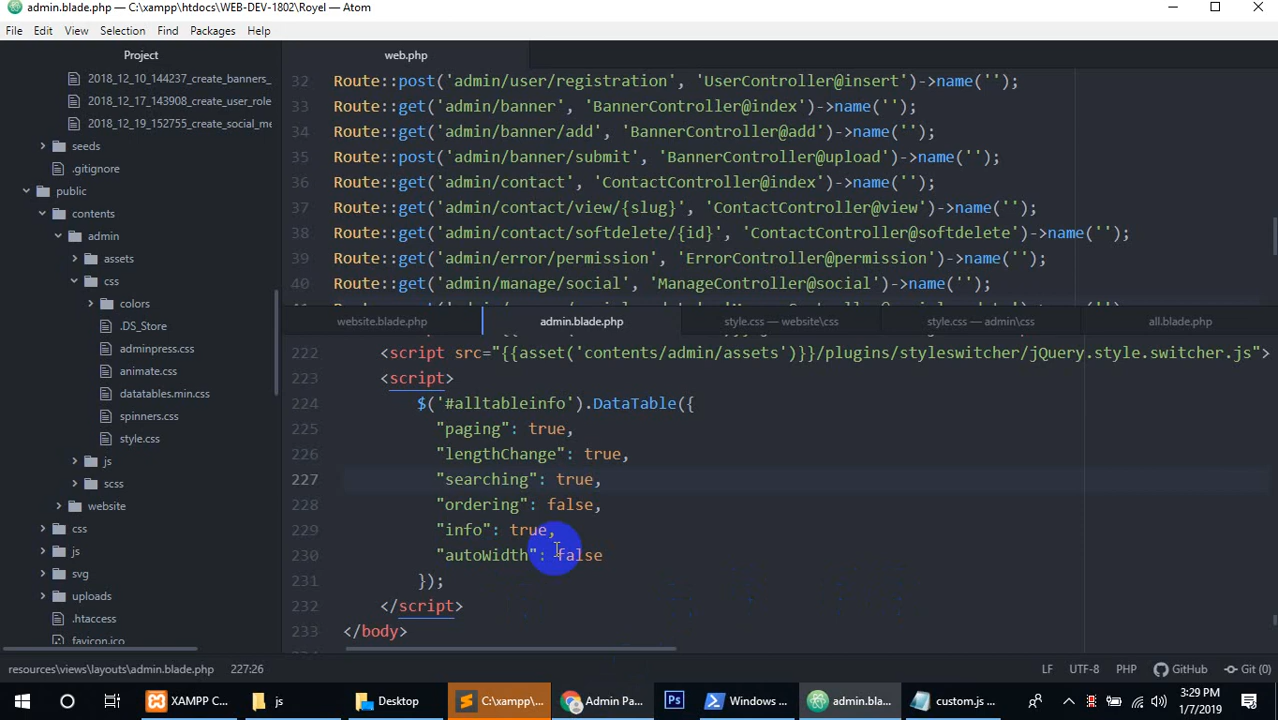 admin.blade.php — C:\xampp\htdocs\WEB-DEV-1802\Royel — Atom
File Edit View Selection Find Packages Help
Project
2018_12_10_144237_create_banners_
2018_12_17_143908_create_user_role
2018_12_19_152755_create_social_me
seeds
.gitignore
public
contents
admin
assets
css
colors
.DS_Store
adminpress.css
animate.css
datatables.min.css
spinners.css
style.css
js
scss
website
css
js
svg
uploads
.htaccess
favicon.ico
web.php
32 Route::post('admin/user/registration', 'UserController@insert')->name('');
33 Route::get('admin/banner', 'BannerController@index')->name('');
34 Route::get('admin/banner/add', 'BannerController@add')->name('');
35 Route::post('admin/banner/submit', 'BannerController@upload')->name('');
36 Route::get('admin/contact', 'ContactController@index')->name('');
37 Route::get('admin/contact/view/{slug}', 'ContactController@view')->name('');
38 Route::get('admin/contact/softdelete/{id}', 'ContactController@softdelete')->name('');
39 Route::get('admin/error/permission', 'ErrorController@permission')->name('');
40 Route::get('admin/manage/social', 'ManageController@social')->name('');
website.blade.php admin.blade.php style.css — website\css style.css — admin\css all.blade.php
222 <script src="{{asset('contents/admin/assets')}}/plugins/styleswitcher/jQuery.style.switcher.js">
223 <script>
224 $('#alltableinfo').DataTable({
225 "paging": true,
226 "lengthChange": true,
227 "searching": true,
228 "ordering": false,
229 "info": true,
230 "autoWidth": false
231 });
232 </script>
233 </body>
resources\views\layouts\admin.blade.php 227:26 LF UTF-8 PHP GitHub Git (0)
XAMPP C... js Desktop C:\xampp\... Admin Pa... Ps Windows ... admin.bla... custom.js ... 3:29 PM
1/7/2019